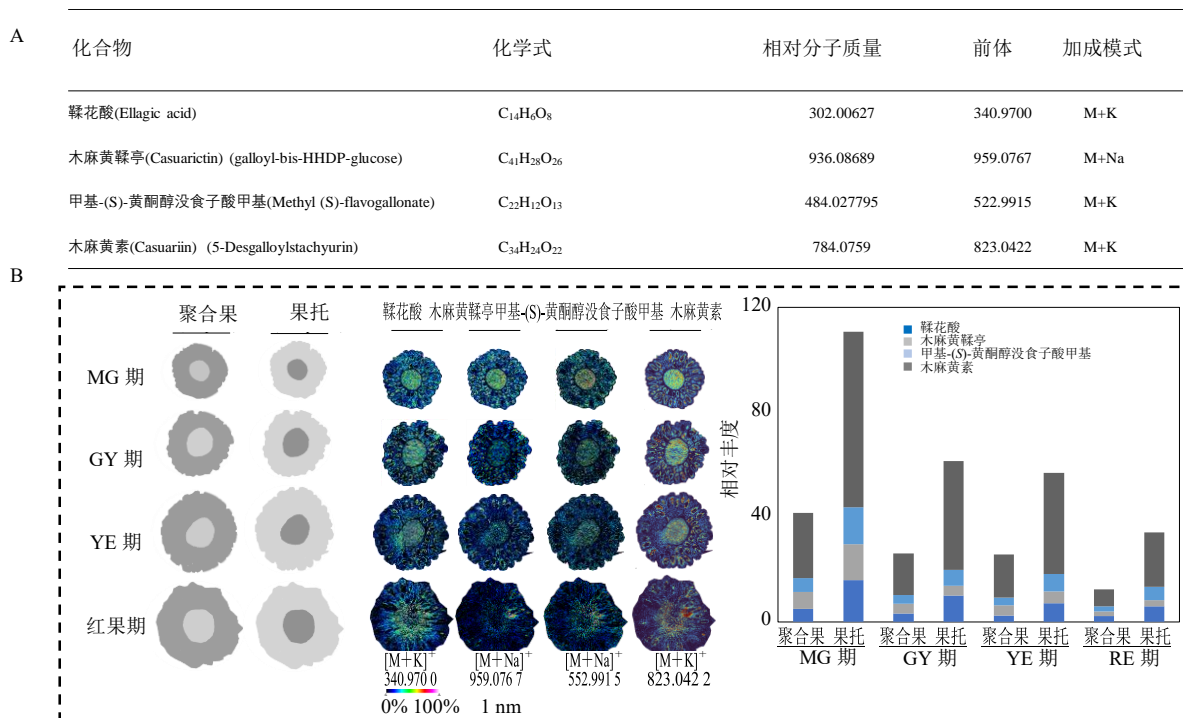 A
化合物 化学式 相对分子质量 前体 加成模式
鞣花酸(Ellagic acid) C₁₄H₆O₈ 302.00627 340.9700 M+K
木麻黄鞣亭(Casuarictin) (galloyl-bis-HHDP-glucose) C₄₁H₂₈O₂₆ 936.08689 959.0767 M+Na
甲基-(S)-黄酮醇没食子酸甲基(Methyl (S)-flavogallonate) C₂₂H₁₂O₁₃ 484.027795 522.9915 M+K
木麻黄素(Casuariin) (5-Desgalloylstachyurin) C₃₄H₂₄O₂₂ 784.0759 823.0422 M+K
B
聚合果 果托
MG 期
GY 期
YE 期
红果期
鞣花酸 木麻黄鞣亭 甲基-(S)-黄酮醇没食子酸甲基 木麻黄素
[M+K]⁺ [M+Na]⁺ [M+Na]⁺ [M+K]⁺
340.970 0 959.076 7 552.991 5 823.042 2
0% 100% 1 nm
相对丰度
120
80
40
0
鞣花酸
木麻黄鞣亭
甲基-(S)-黄酮醇没食子酸甲基
木麻黄素
聚合果 果托 聚合果 果托 聚合果 果托 聚合果 果托
MG 期 GY 期 YE 期 RE 期